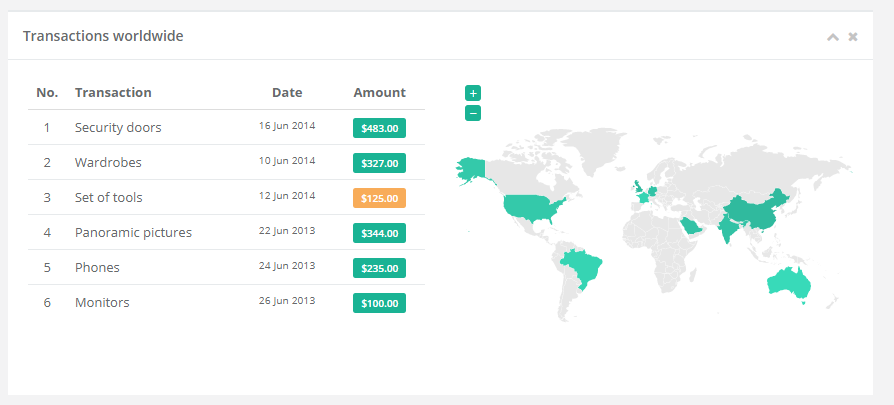 Transactions worldwide
No. Transaction Date Amount
1 Security doors 16 Jun 2014 $483.00
2 Wardrobes 10 Jun 2014 $327.00
3 Set of tools 12 Jun 2014 $125.00
4 Panoramic pictures 22 Jun 2013 $344.00
5 Phones 24 Jun 2013 $235.00
6 Monitors 26 Jun 2013 $100.00
+
−